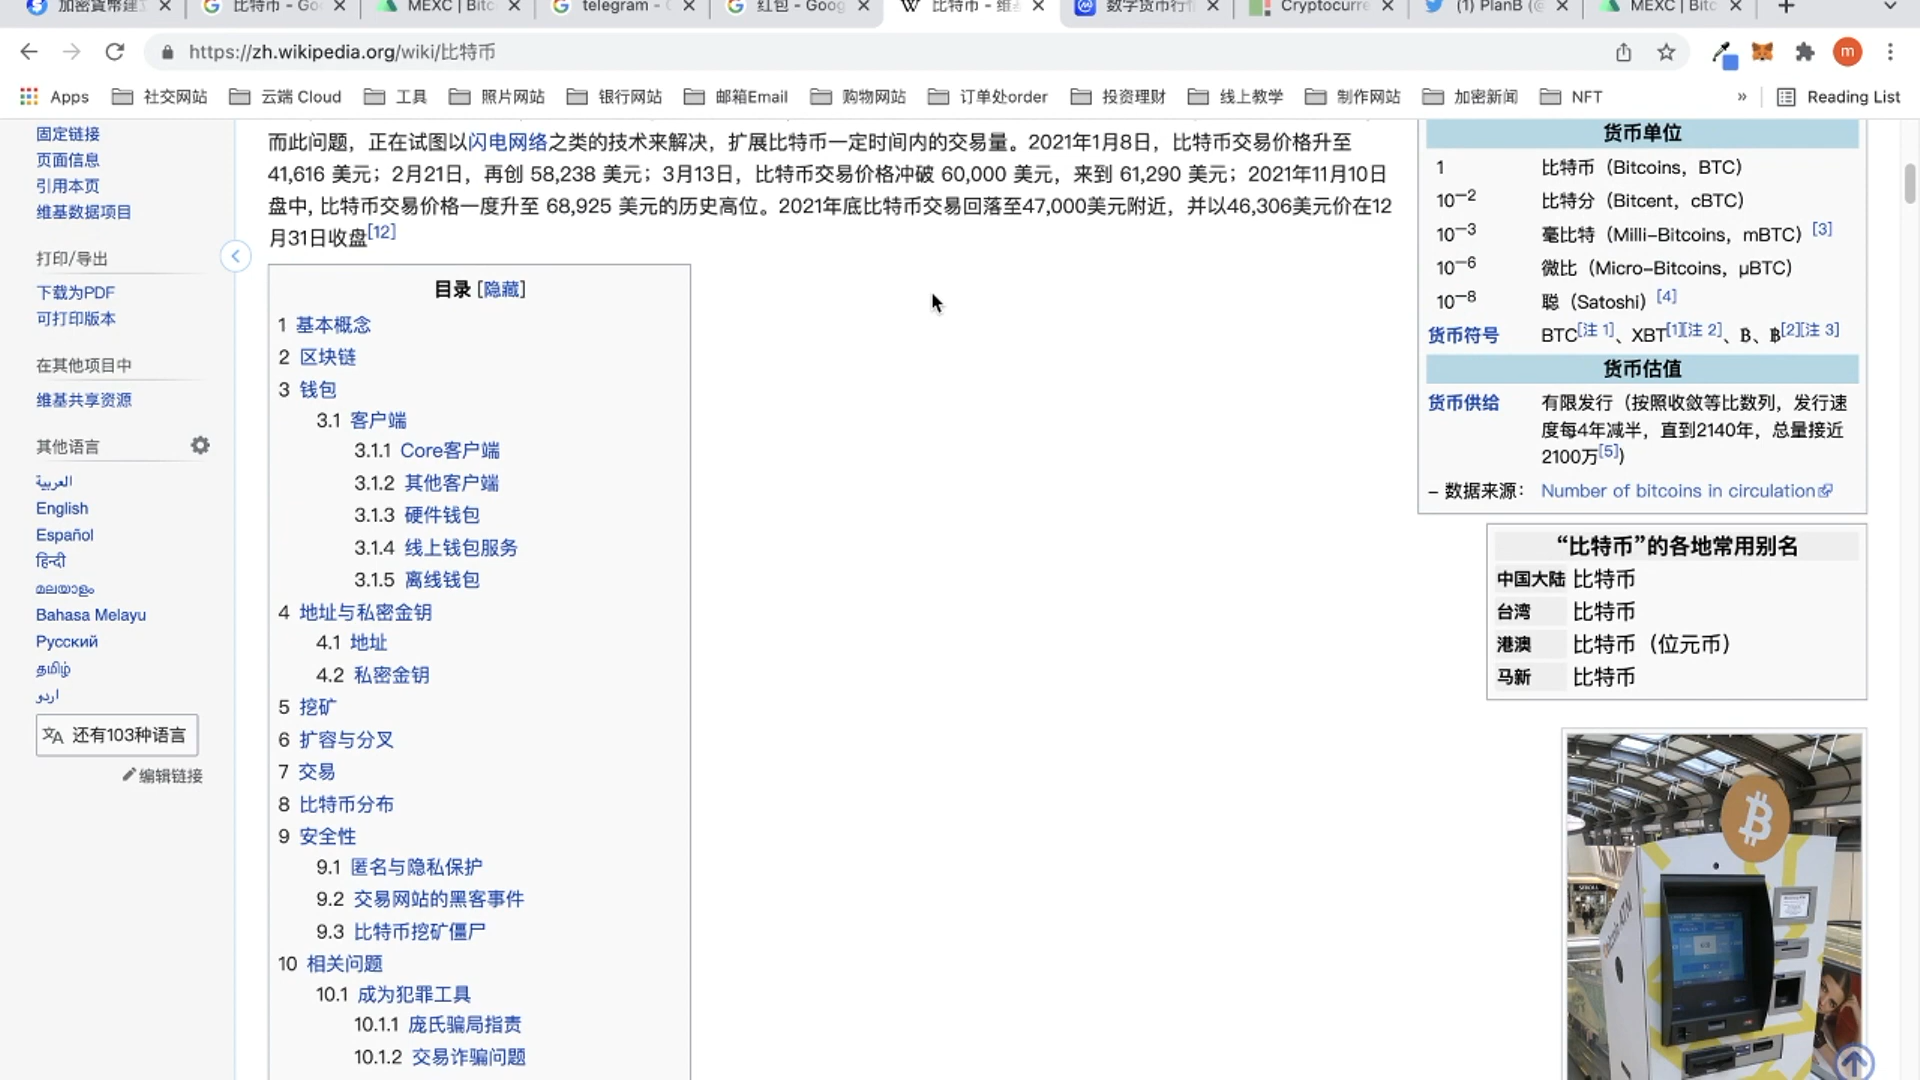 加密貨幣建立
比特币 - Goo
MEXC | Bitc
telegram - G
红包 - Goog
比特币 - 维基
数字货币行情
Cryptocurre
(1) PlanB (@
MEXC | Bitc
https://zh.wikipedia.org/wiki/比特币
m
Apps
社交网站
云端 Cloud
工具
照片网站
银行网站
邮箱Email
购物网站
订单处order
投资理财
线上教学
制作网站
加密新闻
NFT
»
Reading List
固定链接
页面信息
引用本页
维基数据项目
打印/导出
下载为PDF
可打印版本
在其他项目中
维基共享资源
其他语言
العربية
English
Español
हिन्दी
മലയാളം
Bahasa Melayu
Русский
தமிழ்
اردو
还有103种语言
编辑链接
而此问题，正在试图以闪电网络之类的技术来解决，扩展比特币一定时间内的交易量。2021年1月8日，比特币交易价格升至
41,616 美元；2月21日，再创 58,238 美元；3月13日，比特币交易价格冲破 60,000 美元，来到 61,290 美元；2021年11月10日
盘中, 比特币交易价格一度升至 68,925 美元的历史高位。2021年底比特币交易回落至47,000美元附近，并以46,306美元价在12
月31日收盘[12]
目录 [隐藏]
1 基本概念
2 区块链
3 钱包
3.1 客户端
3.1.1 Core客户端
3.1.2 其他客户端
3.1.3 硬件钱包
3.1.4 线上钱包服务
3.1.5 离线钱包
4 地址与私密金钥
4.1 地址
4.2 私密金钥
5 挖矿
6 扩容与分叉
7 交易
8 比特币分布
9 安全性
9.1 匿名与隐私保护
9.2 交易网站的黑客事件
9.3 比特币挖矿僵尸
10 相关问题
10.1 成为犯罪工具
10.1.1 庞氏骗局指责
10.1.2 交易诈骗问题
货币单位
1 比特币（Bitcoins，BTC）
10−2 比特分（Bitcent，cBTC）
10−3 毫比特（Milli-Bitcoins，mBTC）[3]
10−6 微比（Micro-Bitcoins，μBTC）
10−8 聪（Satoshi）[4]
货币符号 BTC[注 1]、XBT[1][注 2]、B、฿[2][注 3]
货币估值
货币供给 有限发行（按照收敛等比数列，发行速
度每4年减半，直到2140年，总量接近
2100万[5])
– 数据来源： Number of bitcoins in circulation
“比特币”的各地常用别名
中国大陆 比特币
台湾 比特币
港澳 比特币（位元币）
马新 比特币